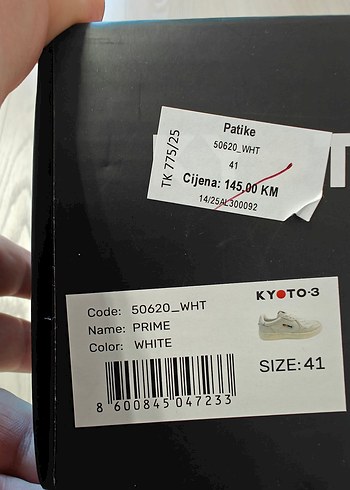 Patike
50620_WHT
41
Cijena: 145,00 KM
14/25AL300092
TK 775/25
KYOTO-3
Code: 50620_WHT
Name: PRIME
Color: WHITE
SIZE: 41
8 600845 047233